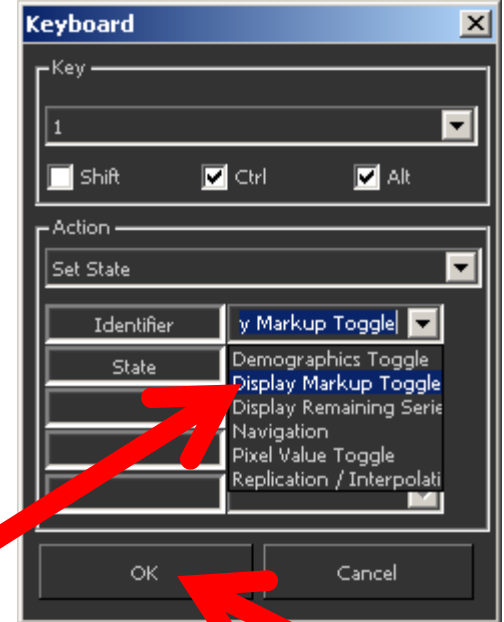 Keyboard
Key
1
Shift Ctrl Alt
Action
Set State
Identifier y Markup Toggle
State Demographics Toggle
Display Markup Toggle
Display Remaining Serie
Navigation
Pixel Value Toggle
Replication / Interpolati
OK Cancel